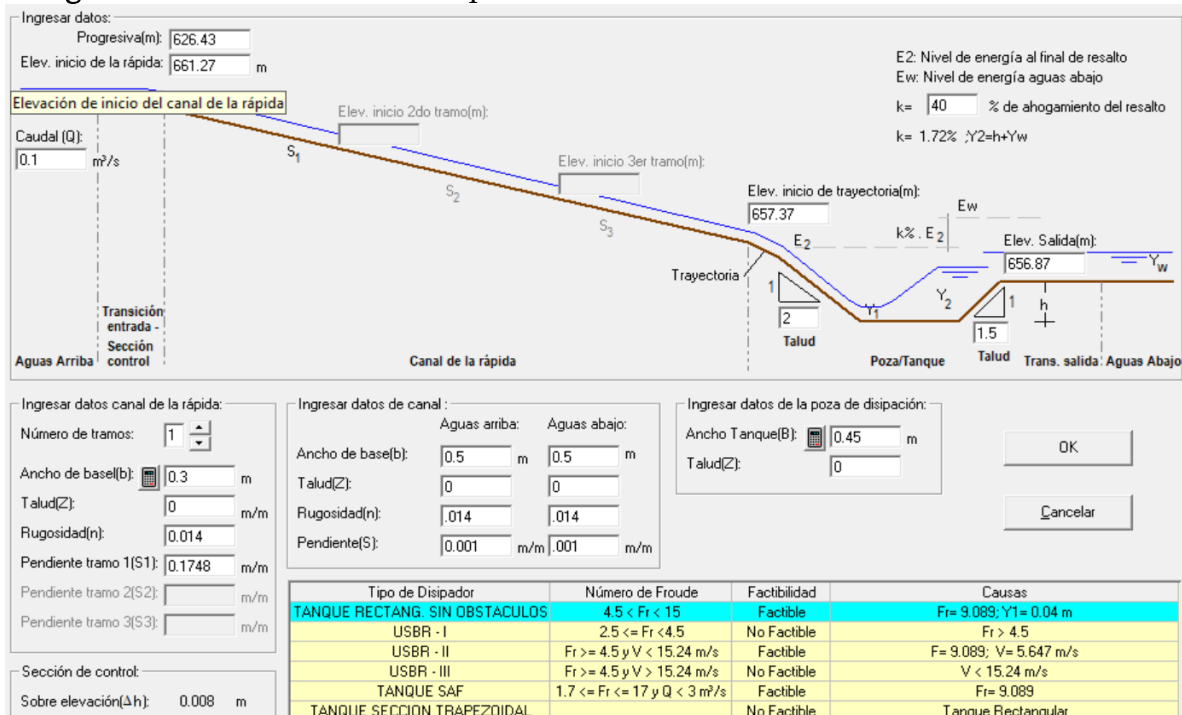 Ingresar datos:
Progresiva(m): 626.43
Elev. inicio de la rápida: 661.27 m
Elevación de inicio del canal de la rápida
Caudal (Q):
0.1 m³/s
Elev. inicio 2do tramo(m):
Elev. inicio 3er tramo(m):
S1
S2
S3
E2: Nivel de energía al final de resalto
Ew: Nivel de energía aguas abajo
k= 40 % de ahogamiento del resalto
k= 1.72% ;Y2=h+Yw
Elev. inicio de trayectoria(m):
657.37
E2
k% . E2
Ew
Elev. Salida(m):
656.87
Yw
Trayectoria
1
2
Talud
Y1
Y2
1
1.5
Talud
h
Transición
entrada -
Sección
control
Aguas Arriba
Canal de la rápida
Poza/Tanque
Trans. salida
Aguas Abajo
Ingresar datos canal de la rápida:
Número de tramos: 1
Ancho de basel(b): 0.3 m
Talud(Z): 0 m/m
Rugosidad(n): 0.014
Pendiente tramo 1(S1): 0.1748 m/m
Pendiente tramo 2(S2): m/m
Pendiente tramo 3(S3): m/m
Sección de control:
Sobre elevación(Δh): 0.008 m
Ingresar datos de canal :
Aguas arriba: Aguas abajo:
Ancho de base(b): 0.5 m 0.5 m
Talud(Z): 0 0
Rugosidad(n): .014 .014
Pendiente(S): 0.001 m/m .001 m/m
Ingresar datos de la poza de disipación:
Ancho Tanque(B): 0.45 m
Talud(Z): 0
OK
Cancelar
Tipo de Disipador Número de Froude Factibilidad Causas
TANQUE RECTANG. SIN OBSTACULOS 4.5 < Fr < 15 Factible Fr= 9.089; Y1= 0.04 m
USBR - I 2.5 <= Fr <4.5 No Factible Fr > 4.5
USBR - II Fr >= 4.5 y V < 15.24 m/s Factible F= 9.089; V= 5.647 m/s
USBR - III Fr >= 4.5 y V > 15.24 m/s No Factible V < 15.24 m/s
TANQUE SAF 1.7 <= Fr <= 17 y Q < 3 m³/s Factible Fr= 9.089
TANQUE SECCION TRAPEZOIDAL No Factible Tanque Rectangular